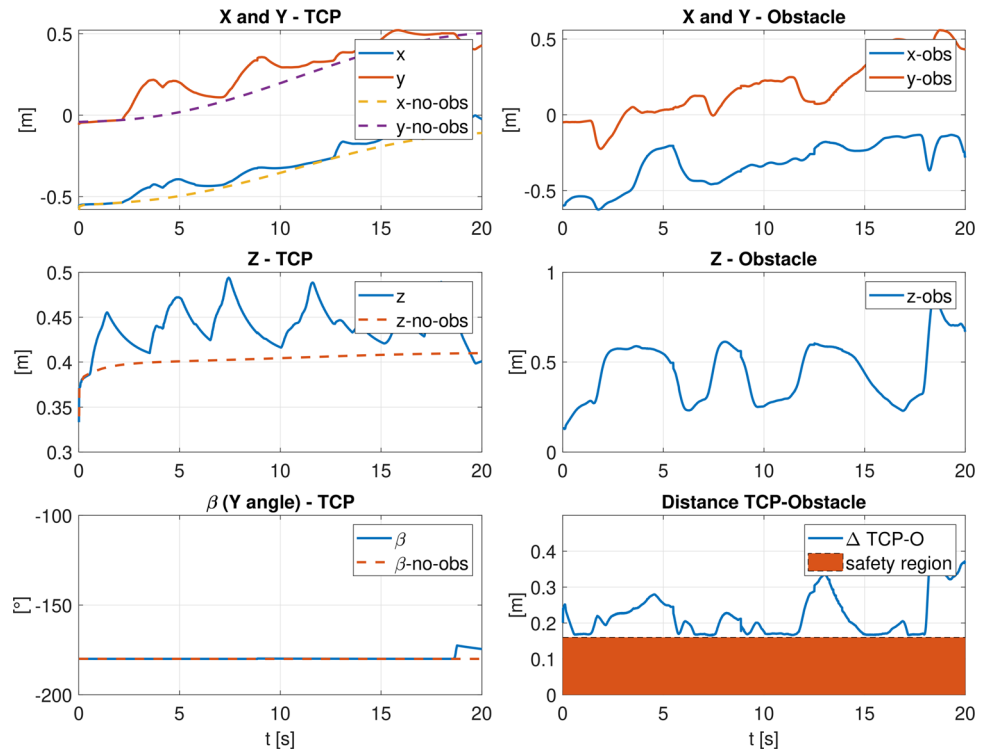 X and Y - TCP
0.5
0
-0.5
[m]
0 5 10 15 20
x
y
x-no-obs
y-no-obs
X and Y - Obstacle
0.5
0
-0.5
[m]
0 5 10 15 20
x-obs
y-obs
Z - TCP
0.5
0.45
0.4
0.35
0.3
[m]
0 5 10 15 20
z
z-no-obs
Z - Obstacle
1
0.5
0
[m]
0 5 10 15 20
z-obs
β (Y angle) - TCP
-100
-150
-200
[°]
0 5 10 15 20
t [s]
β
β-no-obs
Distance TCP-Obstacle
0.4
0.3
0.2
0.1
0
[m]
0 5 10 15 20
t [s]
Δ TCP-O
safety region